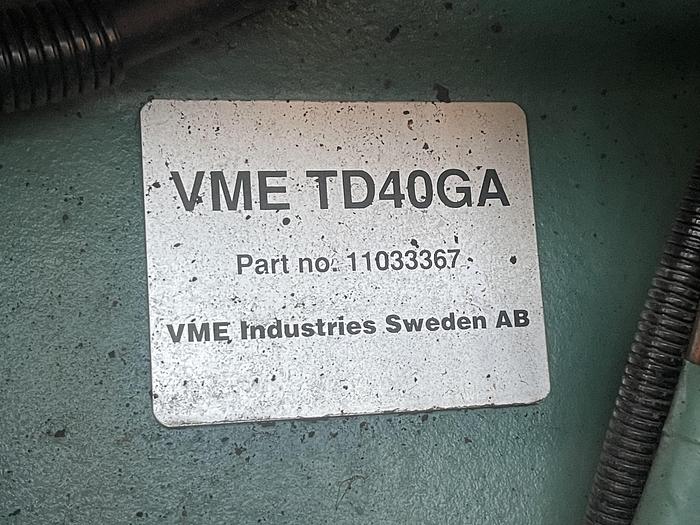 VME TD40GA
Part no. 11033367
VME Industries Sweden AB